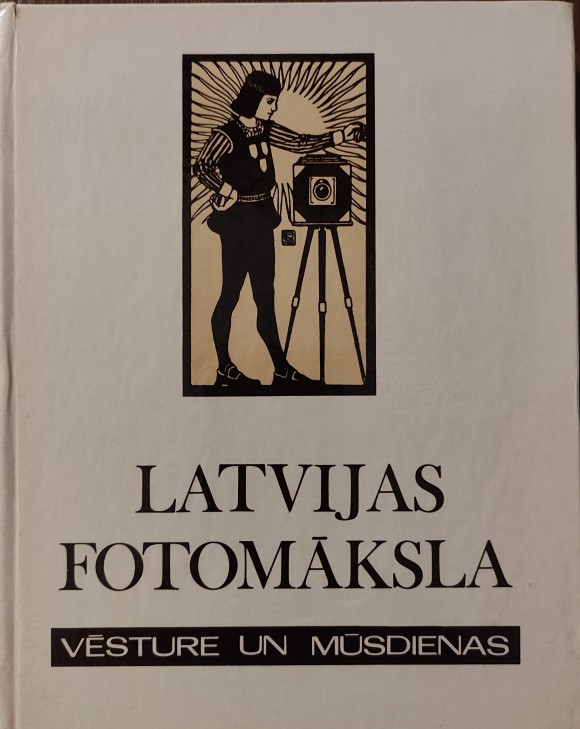 LATVIJAS
FOTOMĀKSLA
VĒSTURE UN MŪSDIENAS